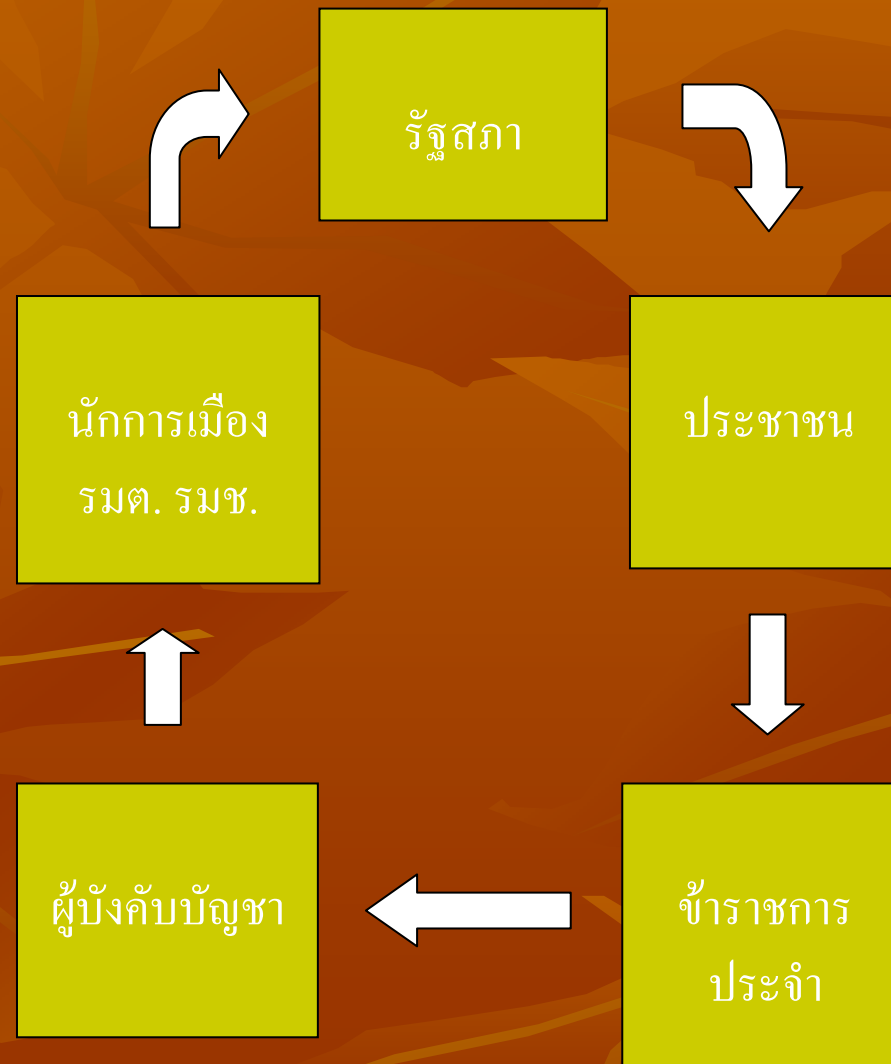 รัฐสภา
นักการเมือง
รมต. รมช.
ประชาชน
ผู้บังคับบัญชา
ข้าราชการ
ประจำ